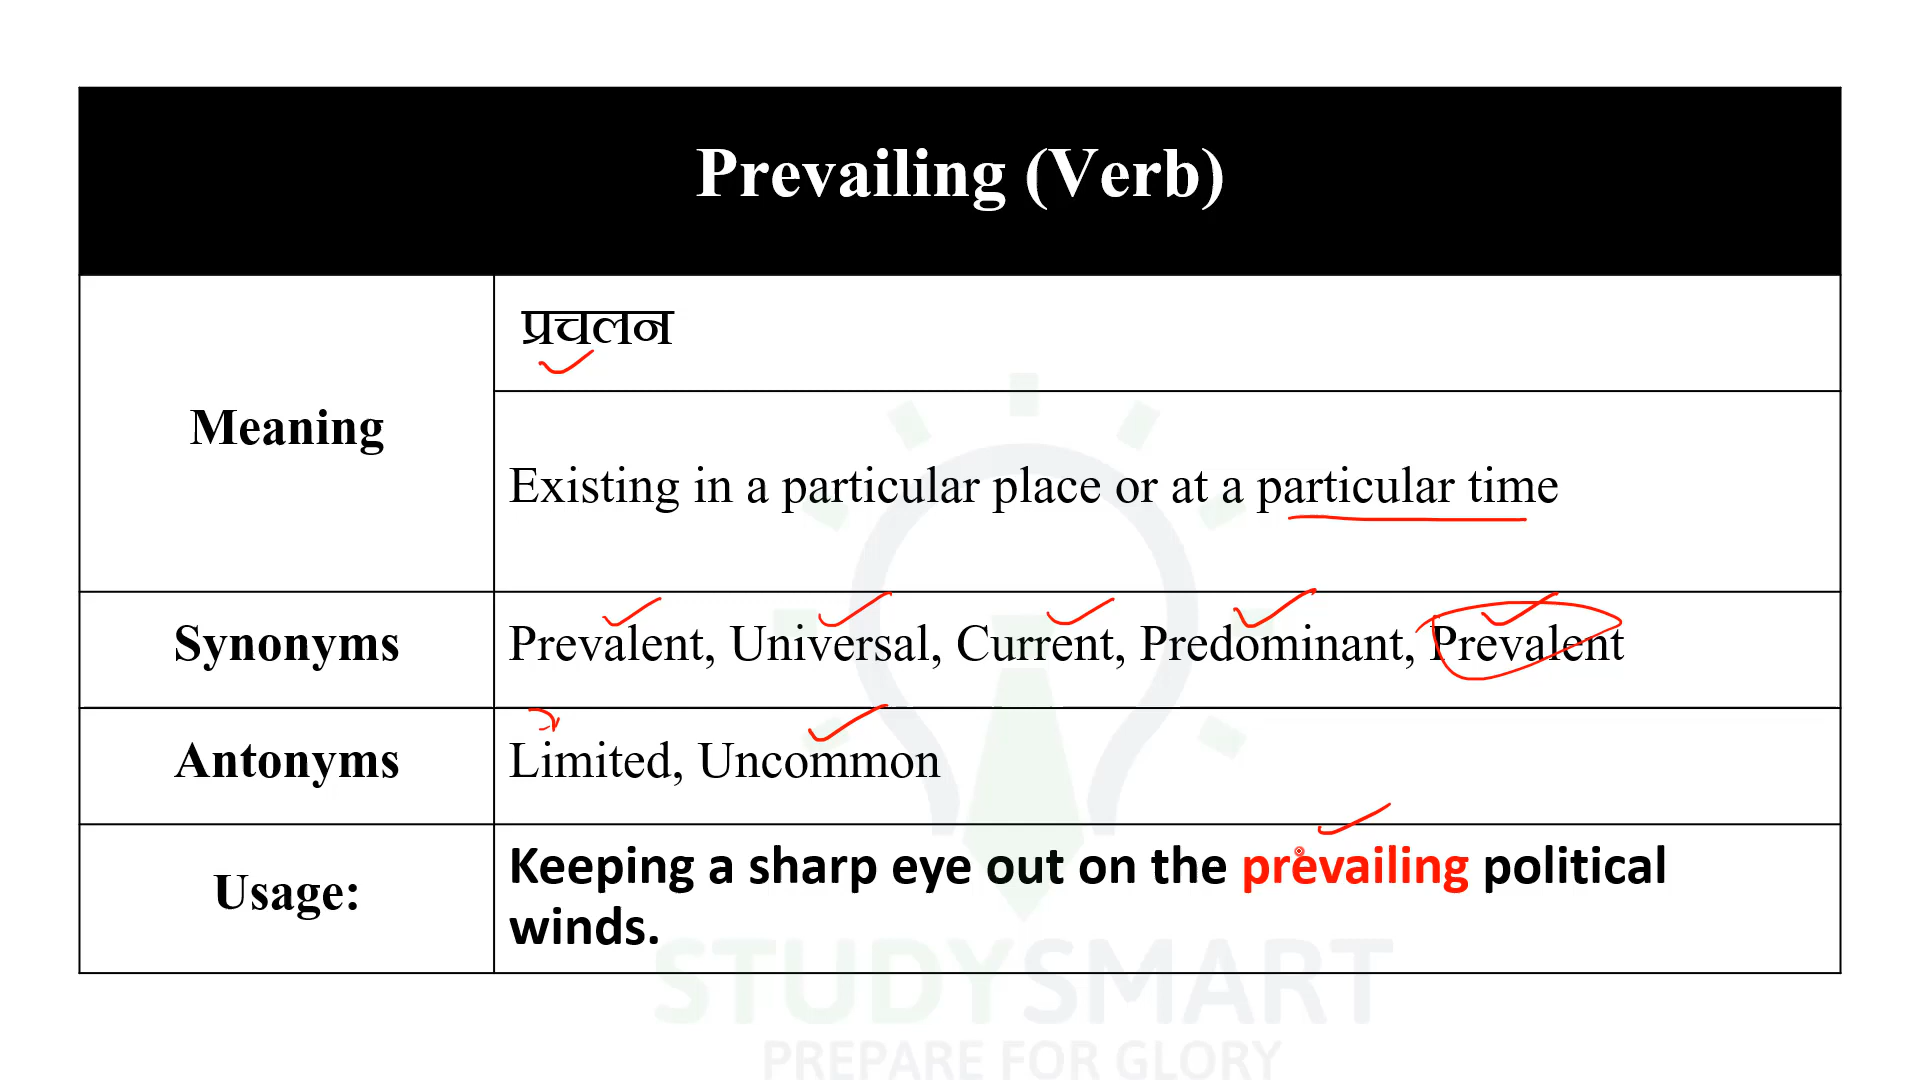 Prevailing (Verb)
Meaning
प्रचलन
Existing in a particular place or at a particular time
Synonyms
Prevalent, Universal, Current, Predominant, Prevalent
Antonyms
Limited, Uncommon
Usage:
Keeping a sharp eye out on the prevailing political
winds.
STUDYSMART
PREPARE FOR GLORY